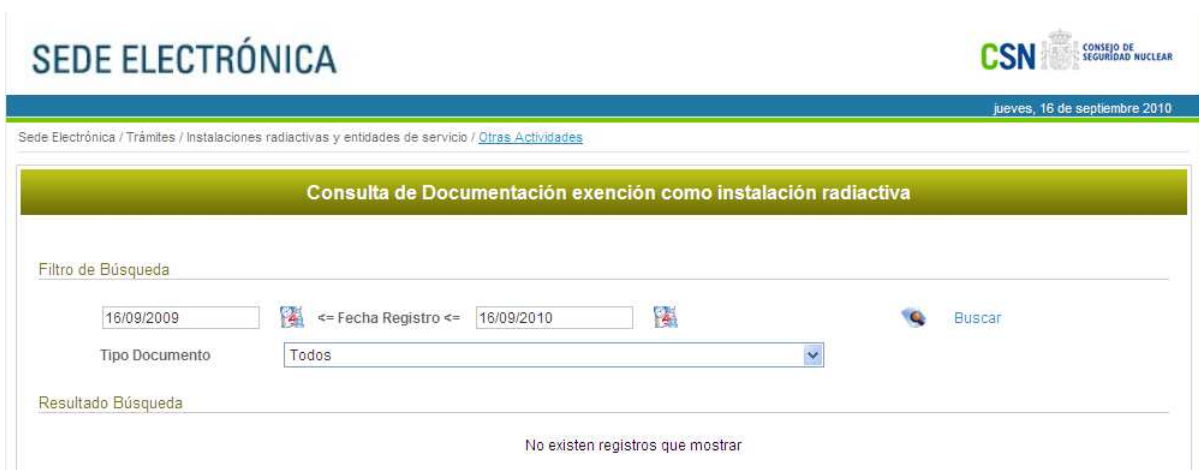 SEDE ELECTRÓNICA
CSN CONSEJO DE
SEGURIDAD NUCLEAR
jueves, 16 de septiembre 2010
Sede Electrónica / Trámites / Instalaciones radiactivas y entidades de servicio / Otras Actividades
Consulta de Documentación exención como instalación radiactiva
Filtro de Búsqueda
16/09/2009 <= Fecha Registro <= 16/09/2010 Buscar
Tipo Documento Todos
Resultado Búsqueda
No existen registros que mostrar